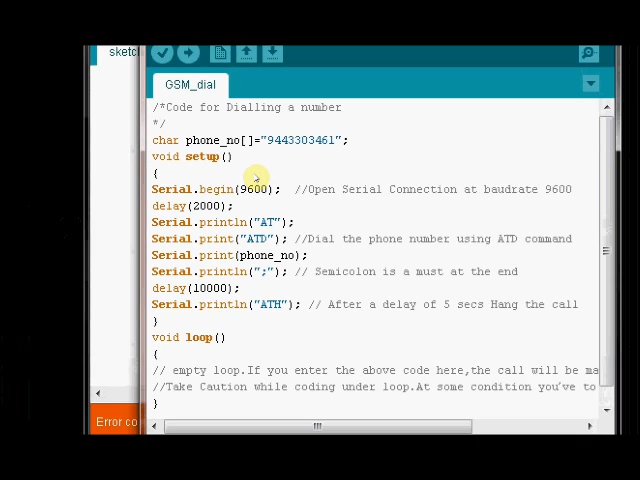 sketc
GSM_dial
/*Code for Dialling a number
*/
char phone_no[]="9443303461";
void setup()
{
Serial.begin(9600);  //Open Serial Connection at baudrate 9600
delay(2000);
Serial.println("AT");
Serial.print("ATD"); //Dial the phone number using ATD command
Serial.print(phone_no);
Serial.println(";"); // Semicolon is a must at the end
delay(10000);
Serial.println("ATH"); // After a delay of 5 secs Hang the call
}
void loop()
{
// empty loop.If you enter the above code here,the call will be ma
//Take Caution while coding under loop.At some condition you've to
}
Error co